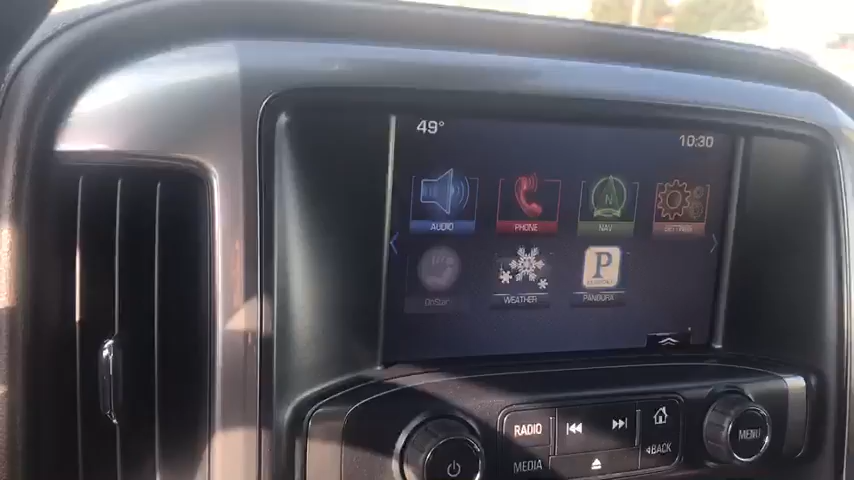 49° 10:30
AUDIO PHONE NAV SETTINGS
OnStar WEATHER PANDORA
P
RADIO
MEDIA BACK
MENU